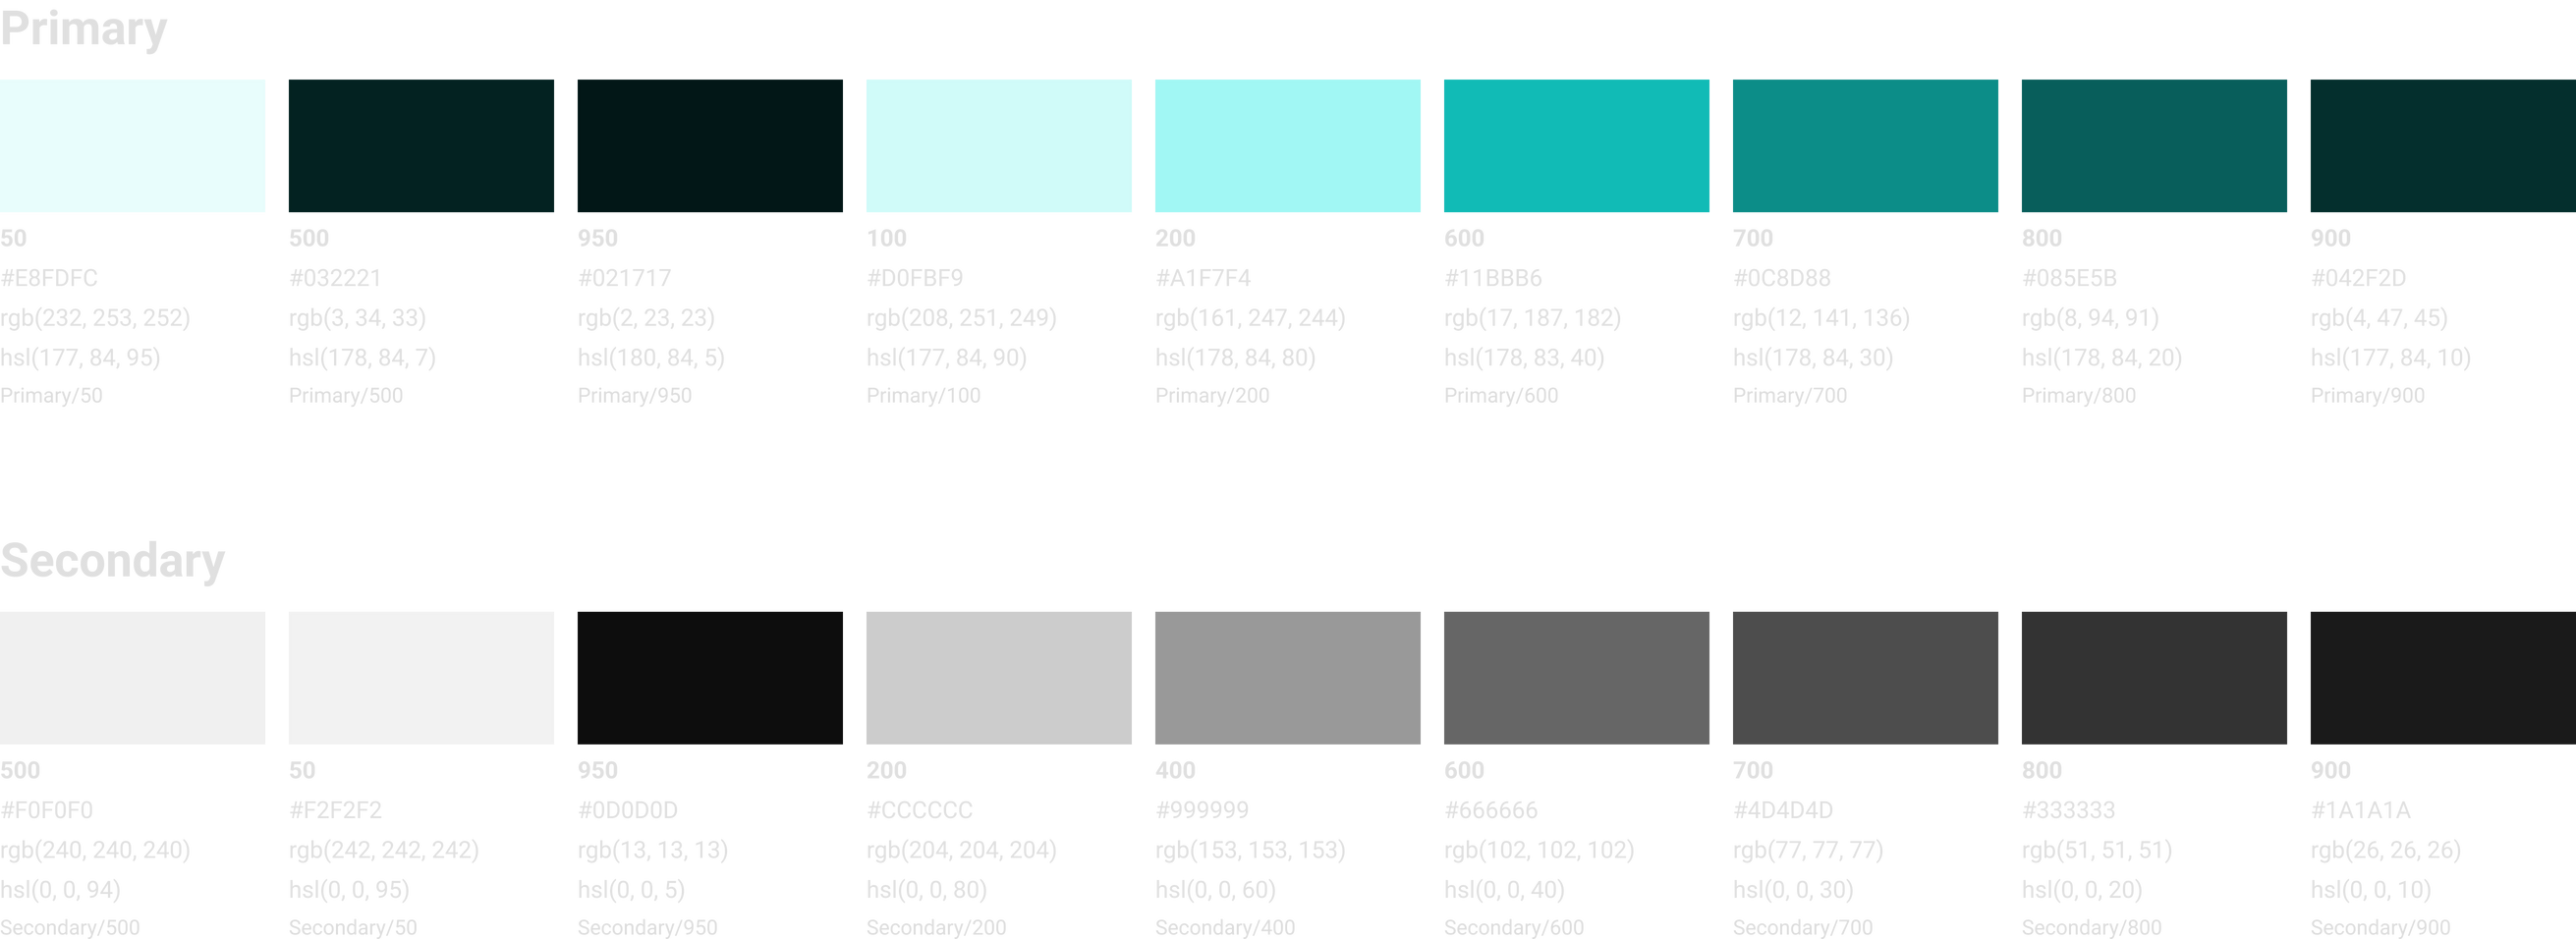 Primary
50 500 950 100 200 600 700 800 900
#E8FDFC #032221 #021717 #D0FBF9 #A1F7F4 #11BBB6 #0C8D88 #085E5B #042F2D
rgb(232, 253, 252) rgb(3, 34, 33) rgb(2, 23, 23) rgb(208, 251, 249) rgb(161, 247, 244) rgb(17, 187, 182) rgb(12, 141, 136) rgb(8, 94, 91) rgb(4, 47, 45)
hsl(177, 84, 95) hsl(178, 84, 7) hsl(180, 84, 5) hsl(177, 84, 90) hsl(178, 84, 80) hsl(178, 83, 40) hsl(178, 84, 30) hsl(178, 84, 20) hsl(177, 84, 10)
Primary/50 Primary/500 Primary/950 Primary/100 Primary/200 Primary/600 Primary/700 Primary/800 Primary/900
Secondary
500 50 950 200 400 600 700 800 900
#F0F0F0 #F2F2F2 #0D0D0D #CCCCCC #999999 #666666 #4D4D4D #333333 #1A1A1A
rgb(240, 240, 240) rgb(242, 242, 242) rgb(13, 13, 13) rgb(204, 204, 204) rgb(153, 153, 153) rgb(102, 102, 102) rgb(77, 77, 77) rgb(51, 51, 51) rgb(26, 26, 26)
hsl(0, 0, 94) hsl(0, 0, 95) hsl(0, 0, 5) hsl(0, 0, 80) hsl(0, 0, 60) hsl(0, 0, 40) hsl(0, 0, 30) hsl(0, 0, 20) hsl(0, 0, 10)
Secondary/500 Secondary/50 Secondary/950 Secondary/200 Secondary/400 Secondary/600 Secondary/700 Secondary/800 Secondary/900